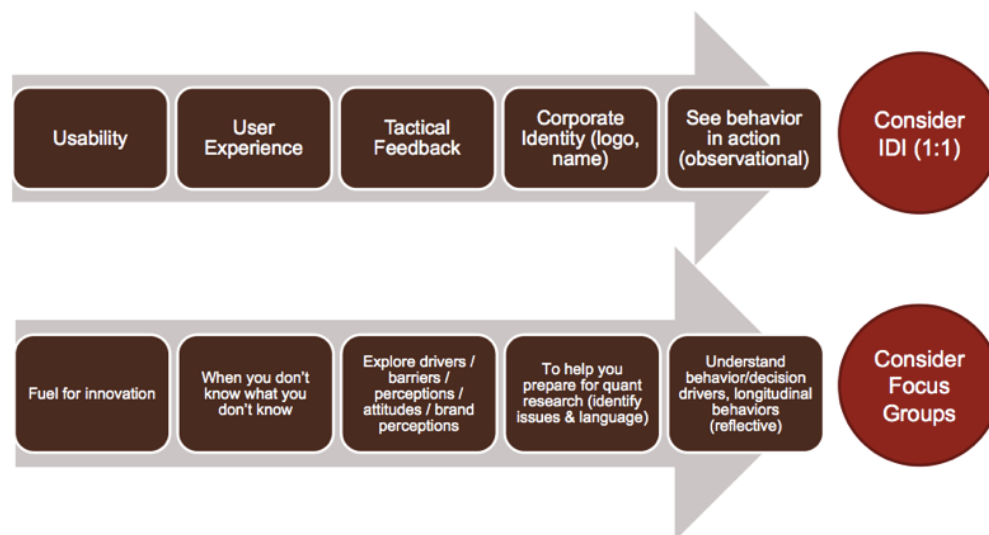 Usability
User
Experience
Tactical
Feedback
Corporate
Identity (logo,
name)
See behavior
in action
(observational)
Consider
IDI (1:1)
Fuel for innovation
When you don't
know what you
don't know
Explore drivers /
barriers /
perceptions /
attitudes / brand
perceptions
To help you
prepare for quant
research (identify
issues & language)
Understand
behavior/decision
drivers, longitudinal
behaviors
(reflective)
Consider
Focus
Groups